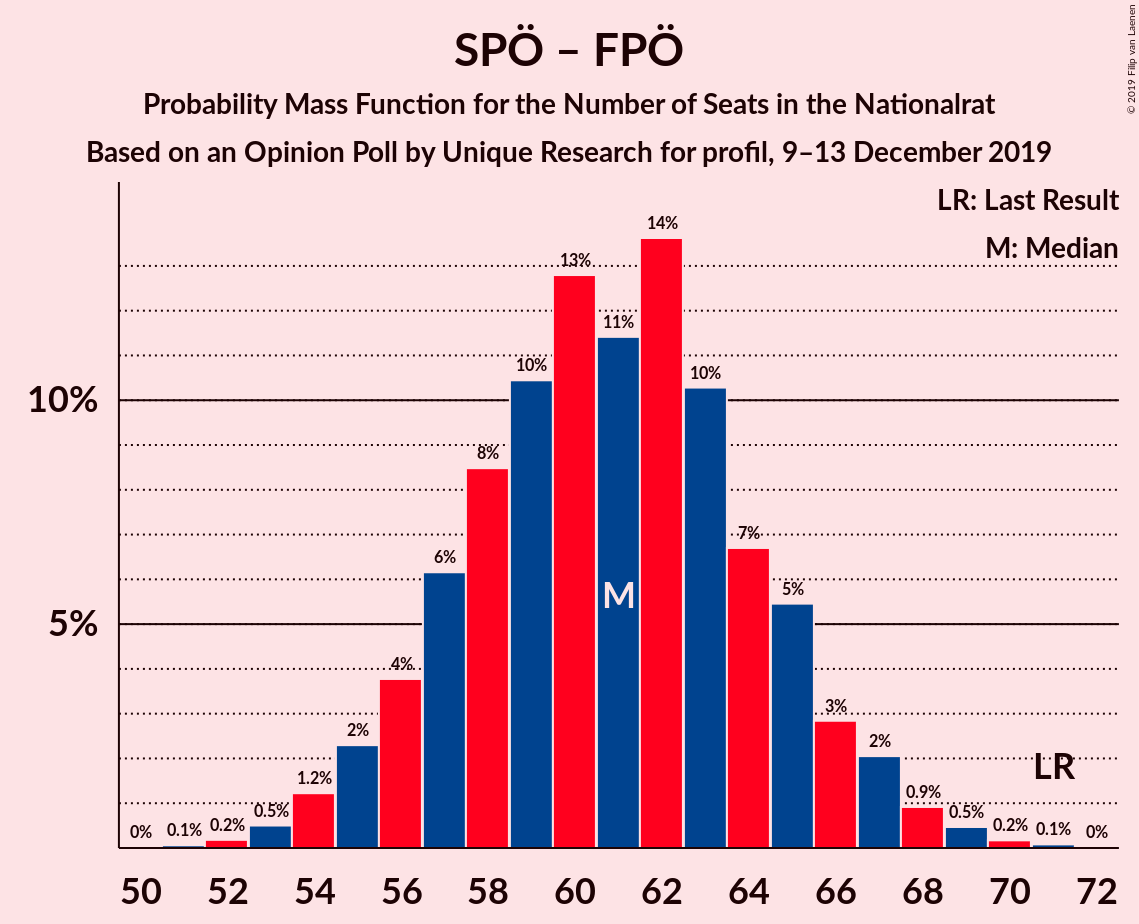 SPÖ – FPÖ
Probability Mass Function for the Number of Seats in the Nationalrat
Based on an Opinion Poll by Unique Research for profil, 9–13 December 2019
© 2019 Filip van Laenen
LR: Last Result
M: Median
10%
5%
0%
0.1%
0.2%
0.5%
1.2%
2%
4%
6%
8%
10%
13%
11%
14%
10%
7%
5%
3%
2%
0.9%
0.5%
0.2%
0.1%
0%
M
LR
50 52 54 56 58 60 62 64 66 68 70 72